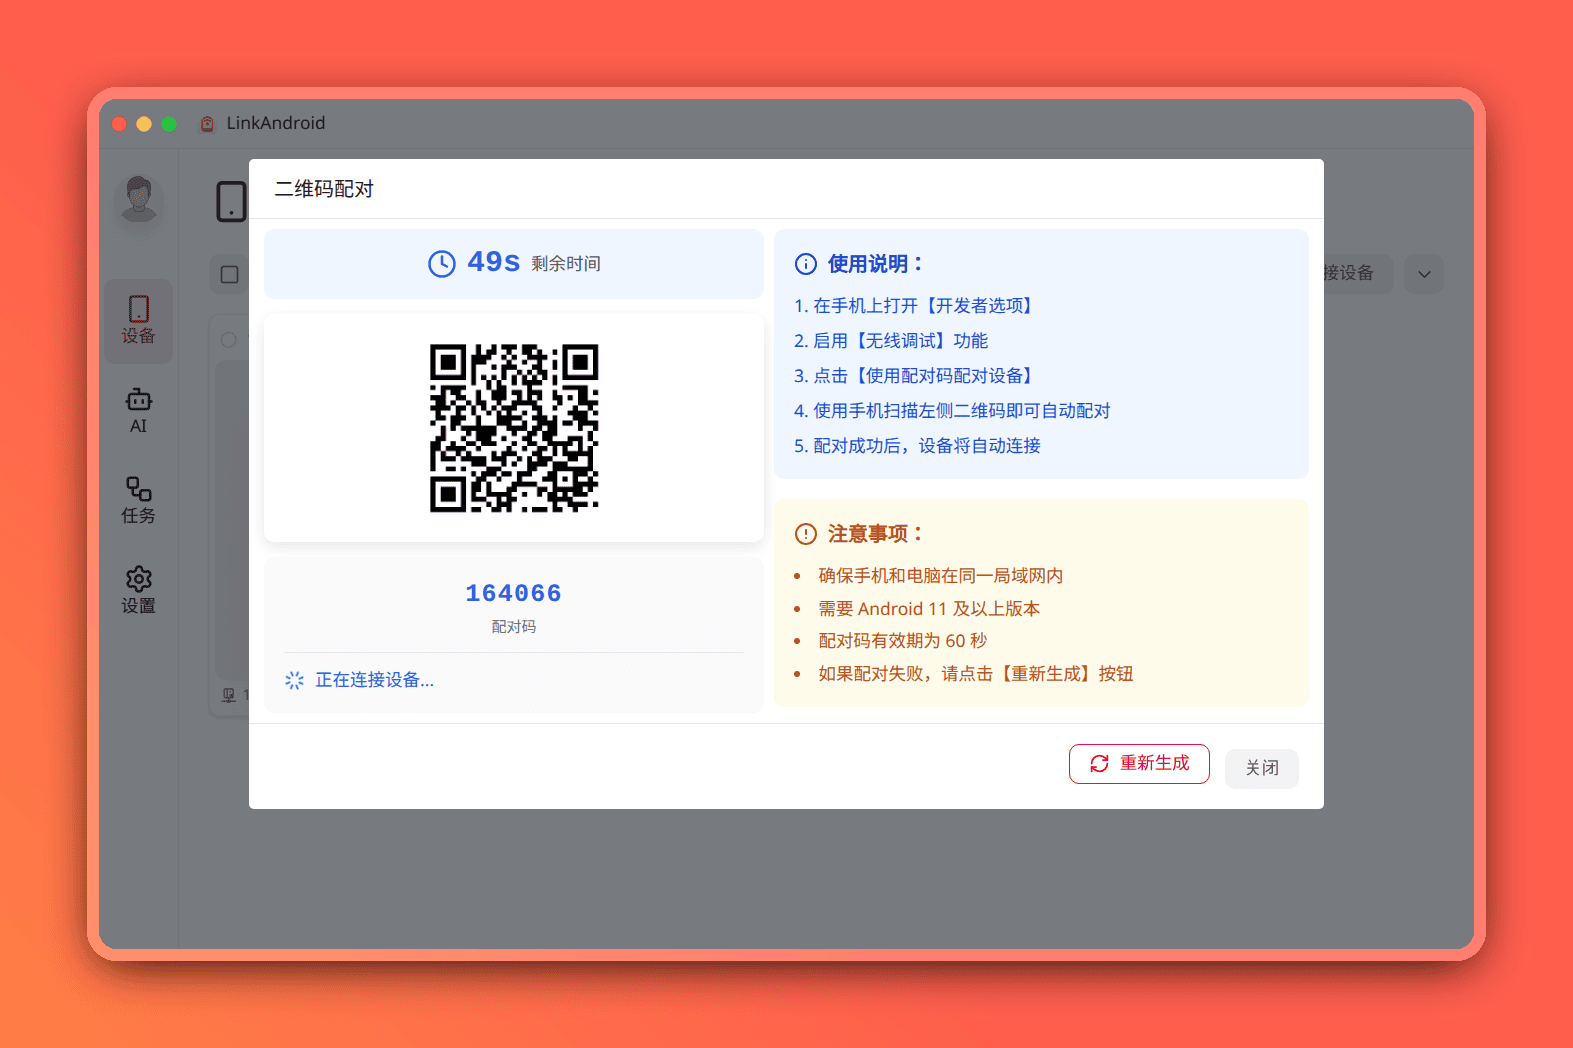 LinkAndroid
二维码配对
49s 剩余时间
164066
配对码
正在连接设备...
使用说明：
1. 在手机上打开【开发者选项】
2. 启用【无线调试】功能
3. 点击【使用配对码配对设备】
4. 使用手机扫描左侧二维码即可自动配对
5. 配对成功后，设备将自动连接
注意事项：
确保手机和电脑在同一局域网内
需要 Android 11 及以上版本
配对码有效期为 60 秒
如果配对失败，请点击【重新生成】按钮
重新生成
关闭
设备
AI
任务
设置
接设备
1